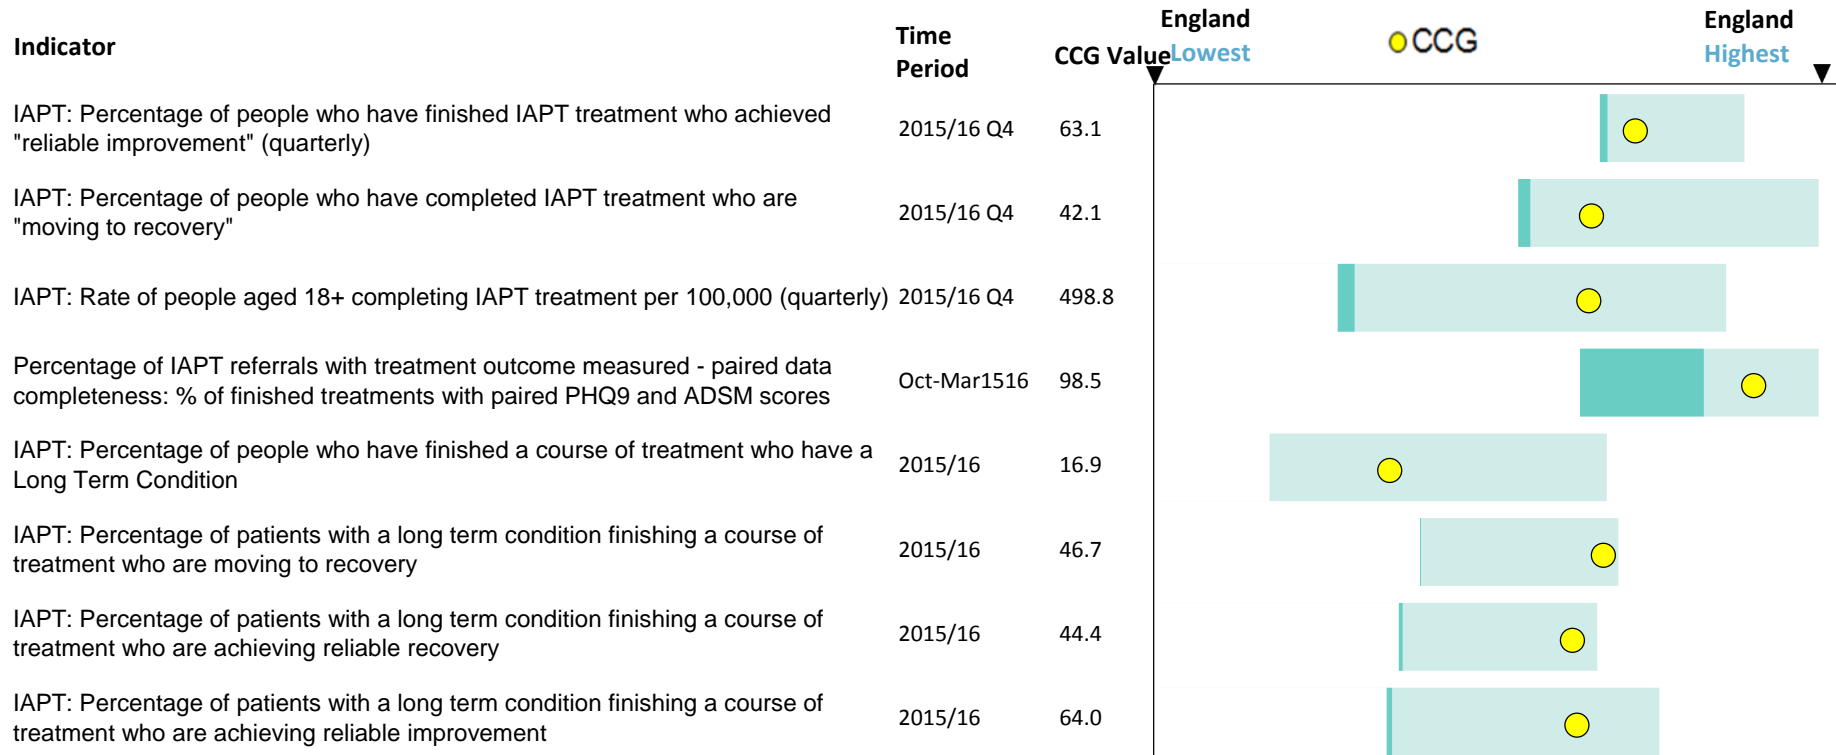 Indicator
Time
Period
CCG Value
England
Lowest
CCG
England
Highest
IAPT: Percentage of people who have finished IAPT treatment who achieved
"reliable improvement" (quarterly)
2015/16 Q4
63.1
IAPT: Percentage of people who have completed IAPT treatment who are
"moving to recovery"
2015/16 Q4
42.1
IAPT: Rate of people aged 18+ completing IAPT treatment per 100,000 (quarterly)
2015/16 Q4
498.8
Percentage of IAPT referrals with treatment outcome measured - paired data
completeness: % of finished treatments with paired PHQ9 and ADSM scores
Oct-Mar1516
98.5
IAPT: Percentage of people who have finished a course of treatment who have a
Long Term Condition
2015/16
16.9
IAPT: Percentage of patients with a long term condition finishing a course of
treatment who are moving to recovery
2015/16
46.7
IAPT: Percentage of patients with a long term condition finishing a course of
treatment who are achieving reliable recovery
2015/16
44.4
IAPT: Percentage of patients with a long term condition finishing a course of
treatment who are achieving reliable improvement
2015/16
64.0